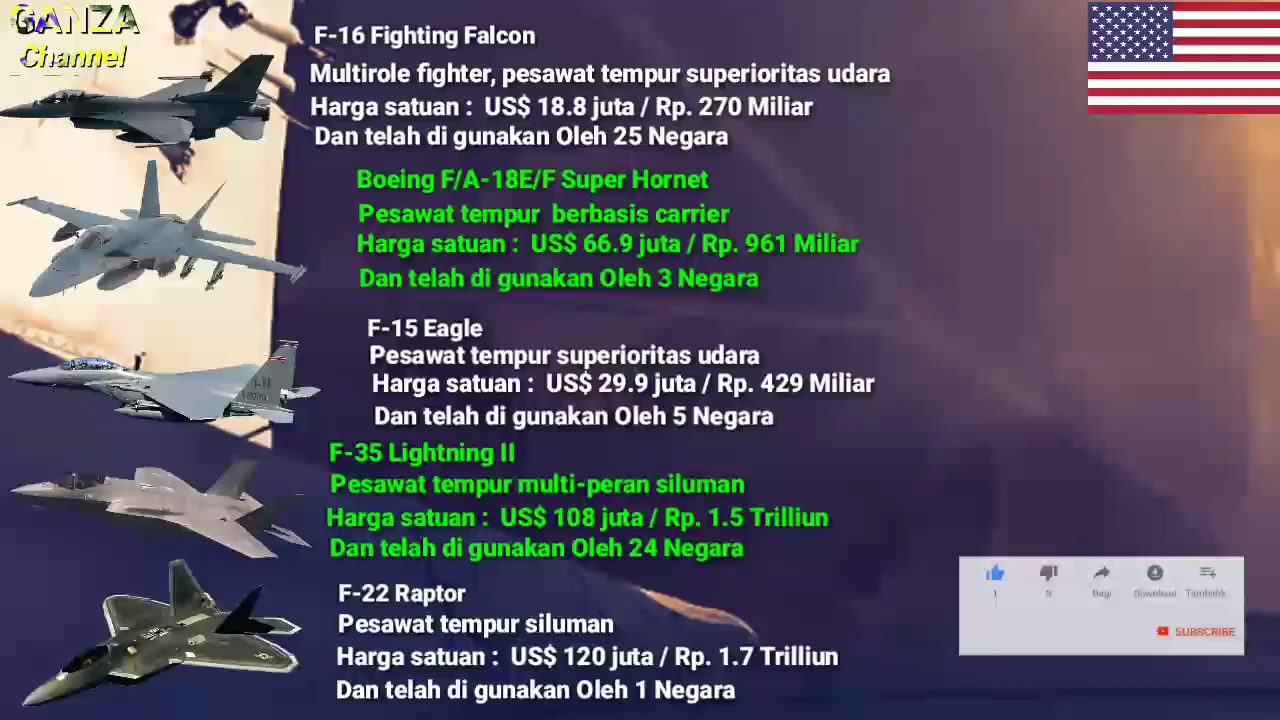 GANZA
Channel
F-16 Fighting Falcon
Multirole fighter, pesawat tempur superioritas udara
Harga satuan : US$ 18.8 juta / Rp. 270 Miliar
Dan telah di gunakan Oleh 25 Negara
Boeing F/A-18E/F Super Hornet
Pesawat tempur berbasis carrier
Harga satuan : US$ 66.9 juta / Rp. 961 Miliar
Dan telah di gunakan Oleh 3 Negara
F-15 Eagle
Pesawat tempur superioritas udara
Harga satuan : US$ 29.9 juta / Rp. 429 Miliar
Dan telah di gunakan Oleh 5 Negara
F-35 Lightning II
Pesawat tempur multi-peran siluman
Harga satuan : US$ 108 juta / Rp. 1.5 Trilliun
Dan telah di gunakan Oleh 24 Negara
F-22 Raptor
Pesawat tempur siluman
Harga satuan : US$ 120 juta / Rp. 1.7 Trilliun
Dan telah di gunakan Oleh 1 Negara
1 Bagi Download
SUBSCRIBE